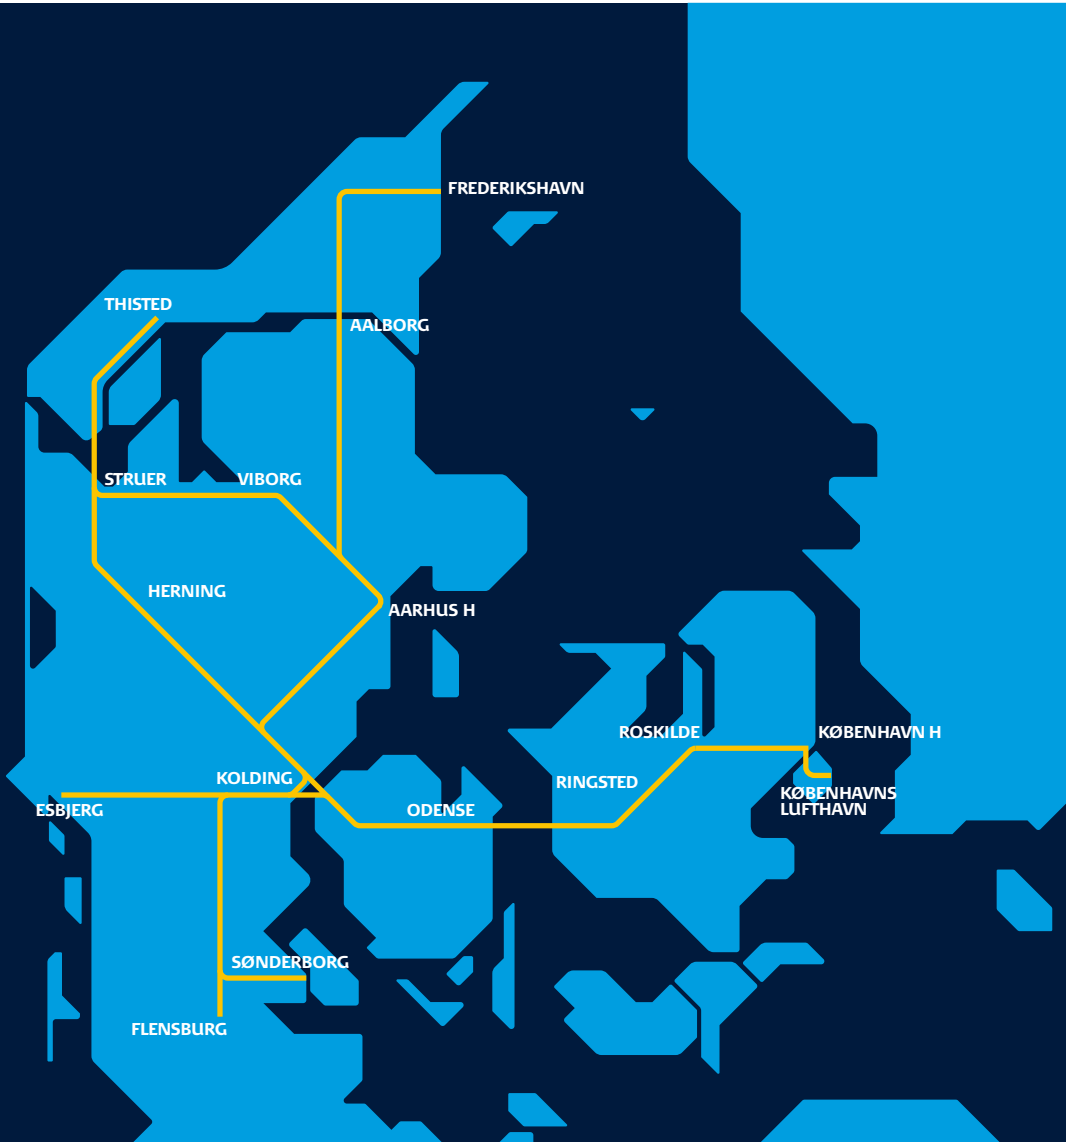 FREDERIKSHAVN
THISTED
AALBORG
STRUER
VIBORG
HERNING
AARHUS H
ROSKILDE
KØBENHAVN H
KOLDING
RINGSTED
KØBENHAVNS
LUFTHAVN
ESBJERG
ODENSE
SØNDERBORG
FLENSBURG